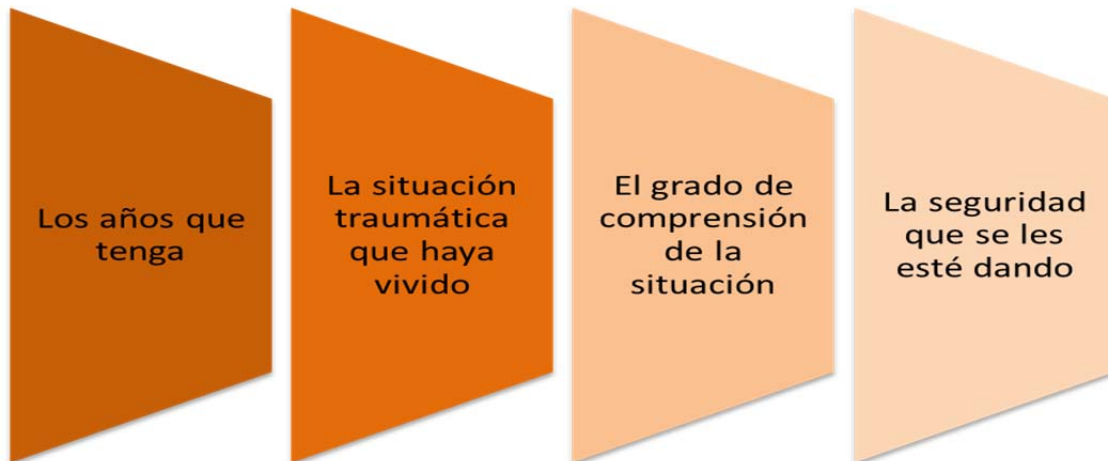 Los años que
tenga
La situación
traumática
que haya
vivido
El grado de
comprensión
de la
situación
La seguridad
que se les
esté dando